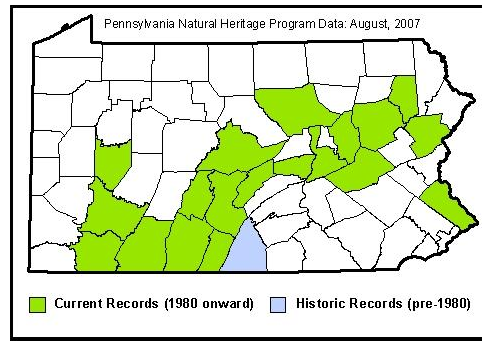 Pennsylvania Natural Heritage Program Data: August, 2007
Current Records (1980 onward) Historic Records (pre-1980)